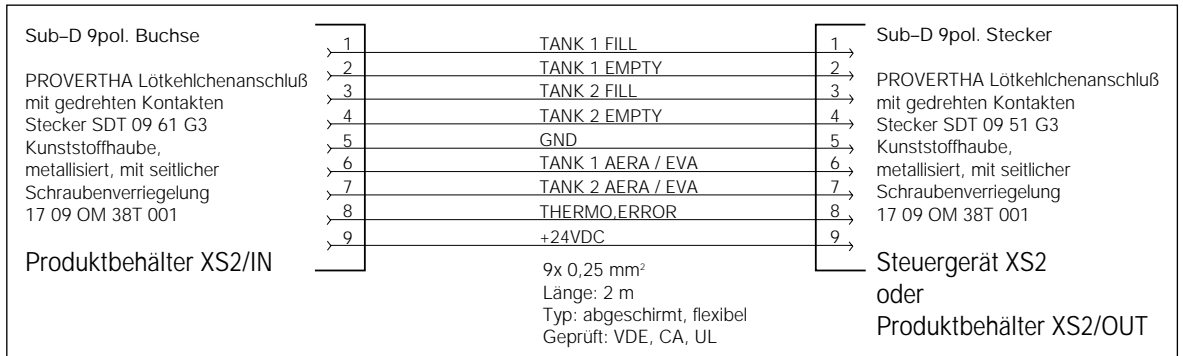 Sub–D 9pol. Buchse
PROVERTHA Lötkehlchenanschluß
mit gedrehten Kontakten
Stecker SDT 09 61 G3
Kunststoffhaube,
metallisiert, mit seitlicher
Schraubenverriegelung
17 09 OM 38T 001
Produktbehälter XS2/IN
1 TANK 1 FILL 1
2 TANK 1 EMPTY 2
3 TANK 2 FILL 3
4 TANK 2 EMPTY 4
5 GND 5
6 TANK 1 AERA / EVA 6
7 TANK 2 AERA / EVA 7
8 THERMO,ERROR 8
9 +24VDC 9
9x 0,25 mm²
Länge: 2 m
Typ: abgeschirmt, flexibel
Geprüft: VDE, CA, UL
Sub–D 9pol. Stecker
PROVERTHA Lötkehlchenanschluß
mit gedrehten Kontakten
Stecker SDT 09 51 G3
Kunststoffhaube,
metallisiert, mit seitlicher
Schraubenverriegelung
17 09 OM 38T 001
Steuergerät XS2
oder
Produktbehälter XS2/OUT